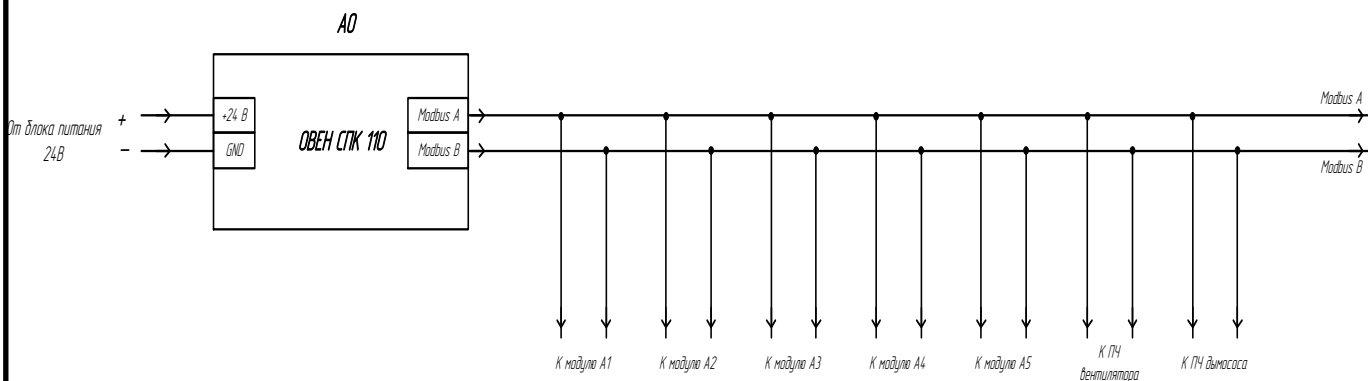 А0
От блока питания
24В
+
−
+24 В
GND
ОВЕН СПК 110
Modbus A
Modbus B
Modbus A
Modbus B
К модулю А1
К модулю А2
К модулю А3
К модулю А4
К модулю А5
К ПЧ
вентилятора
К ПЧ дымососа